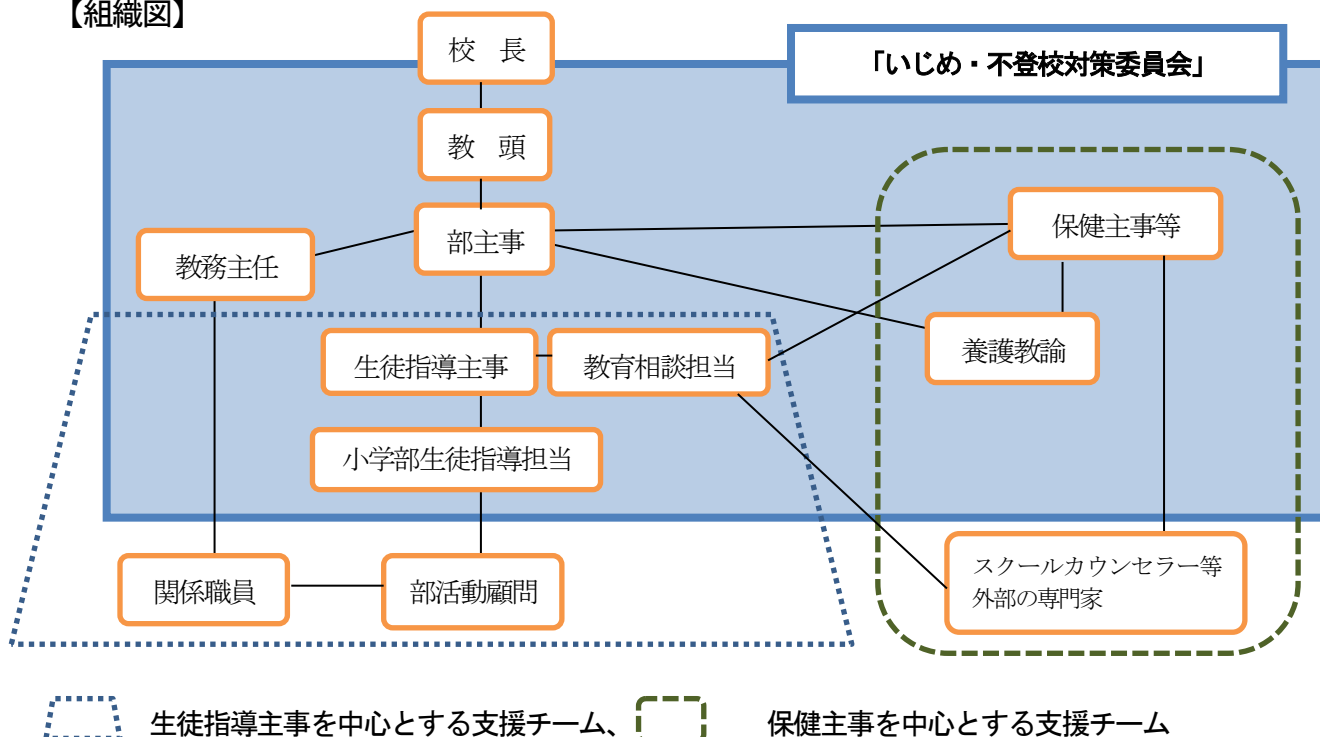 【組織図】
校 長
「いじめ・不登校対策委員会」
教 頭
部主事
保健主事等
教務主任
生徒指導主事
教育相談担当
養護教諭
小学部生徒指導担当
関係職員
部活動顧問
スクールカウンセラー等
外部の専門家
生徒指導主事を中心とする支援チーム、
保健主事を中心とする支援チーム